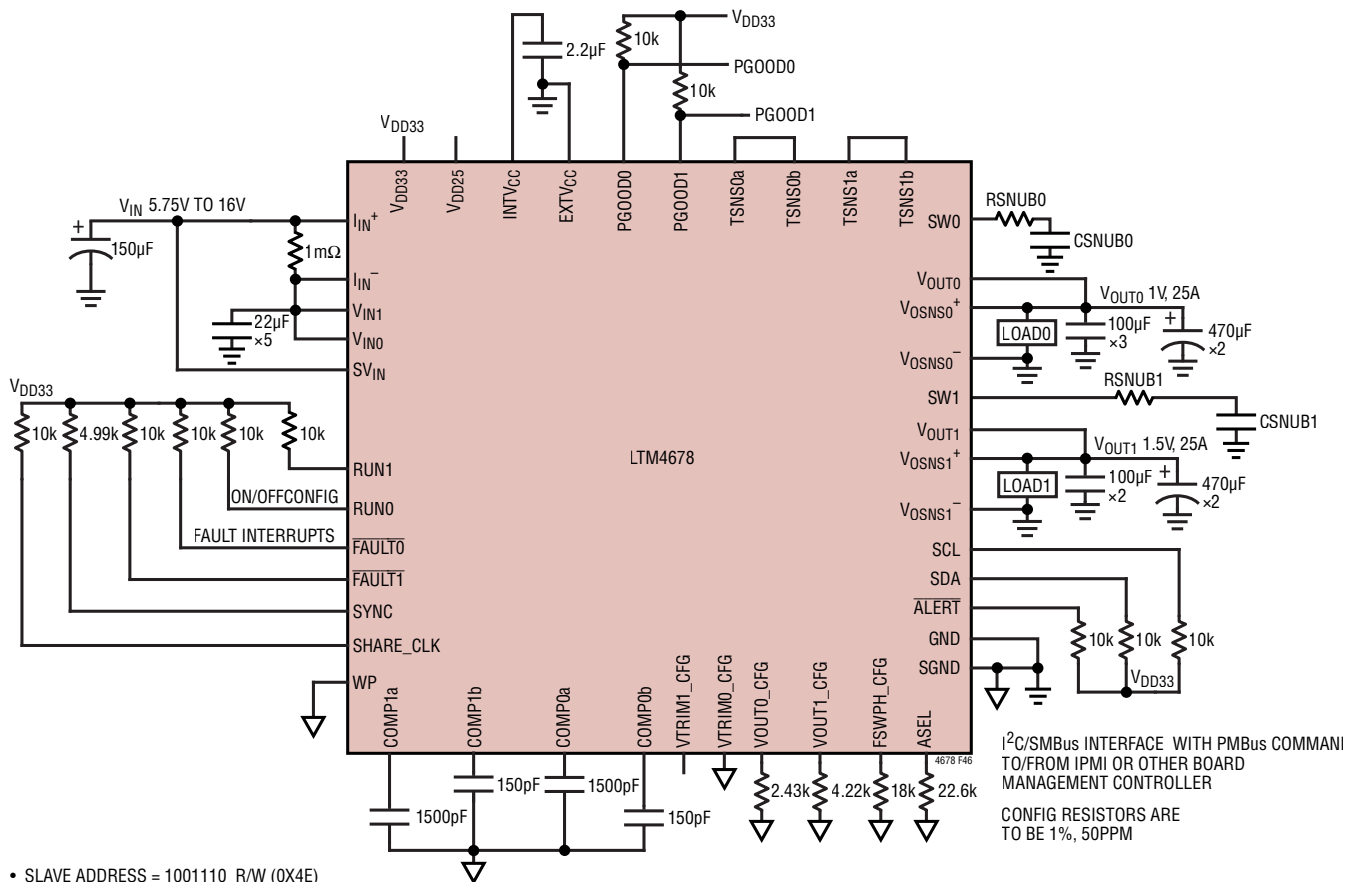 VDD33
10k
2.2µF
PGOOD0
10k
PGOOD1
VDD33
VDD33
VDD25
INTVCC
EXTVCC
PGOOD0
PGOOD1
TSNS0a
TSNS0b
TSNS1a
TSNS1b
VIN 5.75V TO 16V
+
150µF
1mΩ
22µF
×5
IIN+
IIN−
VIN1
VIN0
SVIN
VDD33
10k
4.99k
10k
10k
10k
10k
RUN1
ON/OFFCONFIG
RUN0
FAULT INTERRUPTS
FAULT0
FAULT1
SYNC
SHARE_CLK
WP
LTM4678
SW0
RSNUB0
CSNUB0
VOUT0
VOSNS0+
VOUT0 1V, 25A
LOAD0
100µF
×3
+
470µF
×2
VOSNS0−
SW1
RSNUB1
CSNUB1
VOUT1
VOSNS1+
VOUT1 1.5V, 25A
LOAD1
100µF
×2
+
470µF
×2
VOSNS1−
SCL
SDA
ALERT
GND
SGND
10k
10k
10k
VDD33
COMP1a
COMP1b
COMP0a
COMP0b
VTRIM1_CFG
VTRIM0_CFG
VOUT0_CFG
VOUT1_CFG
FSWPH_CFG
ASEL
4678 F46
1500pF
150pF
1500pF
150pF
2.43k
4.22k
18k
22.6k
I2C/SMBus INTERFACE WITH PMBus COMMAN
TO/FROM IPMI OR OTHER BOARD
MANAGEMENT CONTROLLER
CONFIG RESISTORS ARE
TO BE 1%, 50PPM
• SLAVE ADDRESS = 1001110_R/W (0X4E)